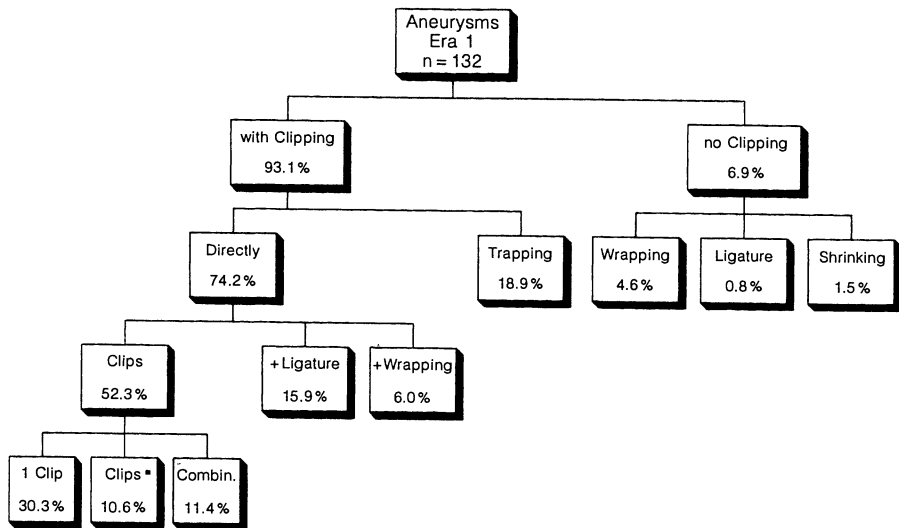 Aneurysms
Era 1
n = 132
with Clipping
93.1%
no Clipping
6.9%
Directly
74.2%
Trapping
18.9%
Wrapping
4.6%
Ligature
0.8%
Shrinking
1.5%
Clips
52.3%
+Ligature
15.9%
+Wrapping
6.0%
1 Clip
30.3%
Clips ▪
10.6%
Combin.
11.4%